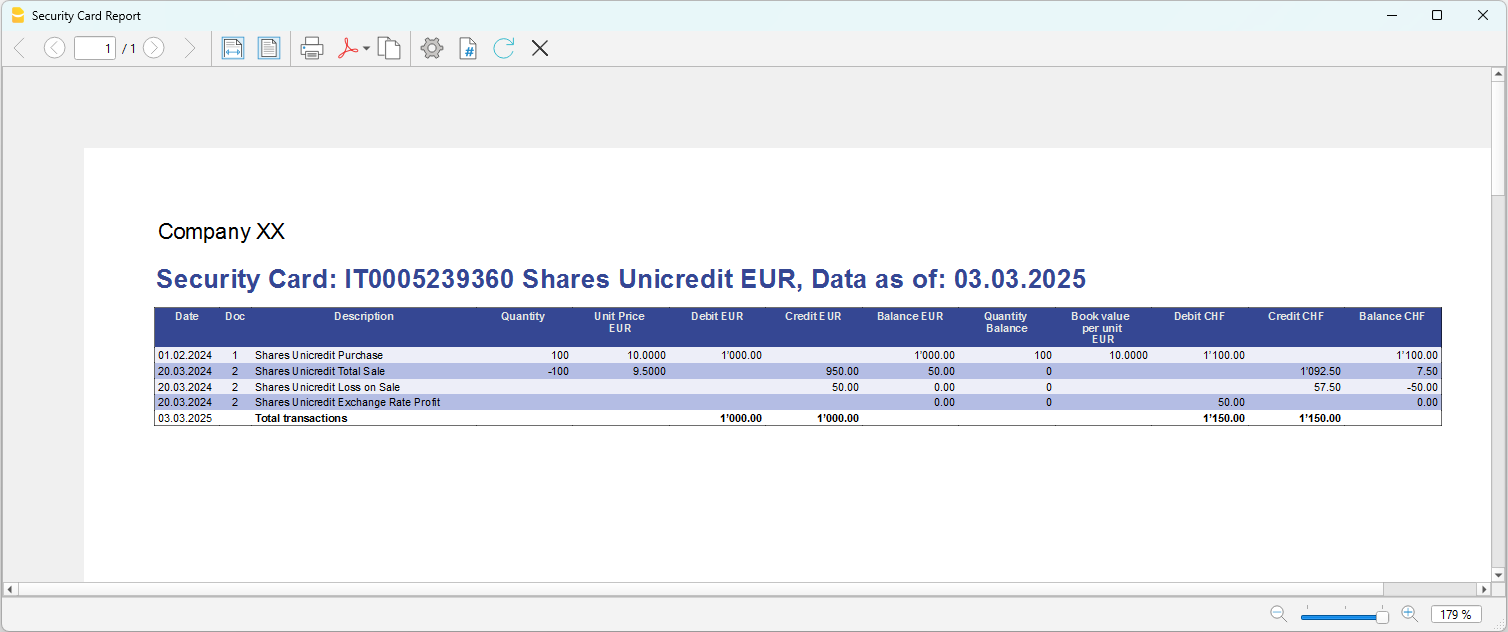 Security Card Report
1 / 1
Company XX
Security Card: IT0005239360 Shares Unicredit EUR, Data as of: 03.03.2025
Date Doc Description Quantity Unit Price EUR Debit EUR Credit EUR Balance EUR Quantity Balance Book value per unit EUR Debit CHF Credit CHF Balance CHF
01.02.2024 1 Shares Unicredit Purchase 100 10.0000 1'000.00 1'000.00 100 10.0000 1'100.00 1'100.00
20.03.2024 2 Shares Unicredit Total Sale -100 9.5000 950.00 50.00 0 1'092.50 7.50
20.03.2024 2 Shares Unicredit Loss on Sale 50.00 0.00 0 57.50 -50.00
20.03.2024 2 Shares Unicredit Exchange Rate Profit 0.00 0 50.00 0.00
03.03.2025 Total transactions 1'000.00 1'000.00 1'150.00 1'150.00
179 %